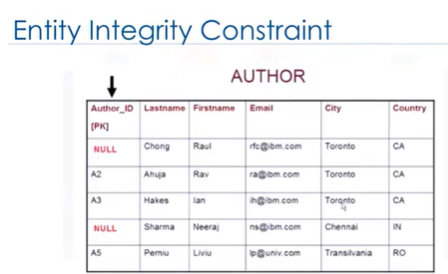 Entity Integrity Constraint
AUTHOR
Author_ID Lastname Firstname Email City Country
[PK]
NULL Chong Raul rfc@ibm.com Toronto CA
A2 Ahuja Rav ra@ibm.com Toronto CA
A3 Hakes Ian ih@ibm.com Toronto CA
NULL Sharma Neeraj ns@ibm.com Chennai IN
A5 Perniu Liviu lp@univ.com Transilvania RO